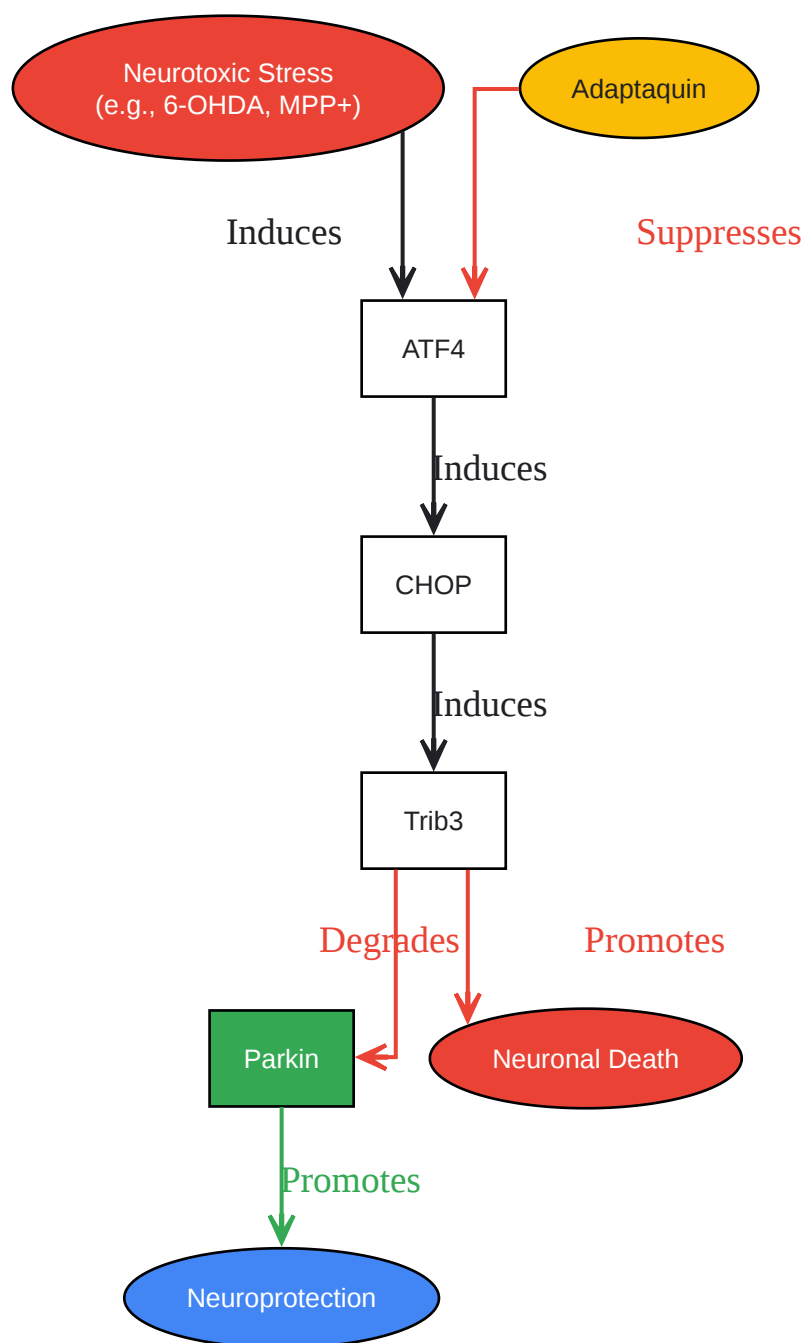 Neurotoxic Stress
(e.g., 6-OHDA, MPP+)
Adaptaquin
Induces
Suppresses
ATF4
Induces
CHOP
Induces
Trib3
Degrades
Promotes
Parkin
Neuronal Death
Promotes
Neuroprotection